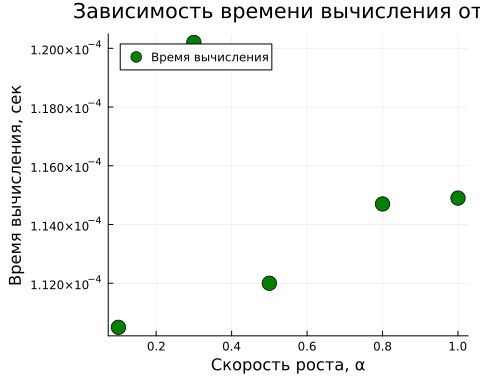 Зависимость времени вычисления от
Время вычисления
1.200×10⁻⁴
1.180×10⁻⁴
1.160×10⁻⁴
1.140×10⁻⁴
1.120×10⁻⁴
Время вычисления, сек
0.2 0.4 0.6 0.8 1.0
Скорость роста, α